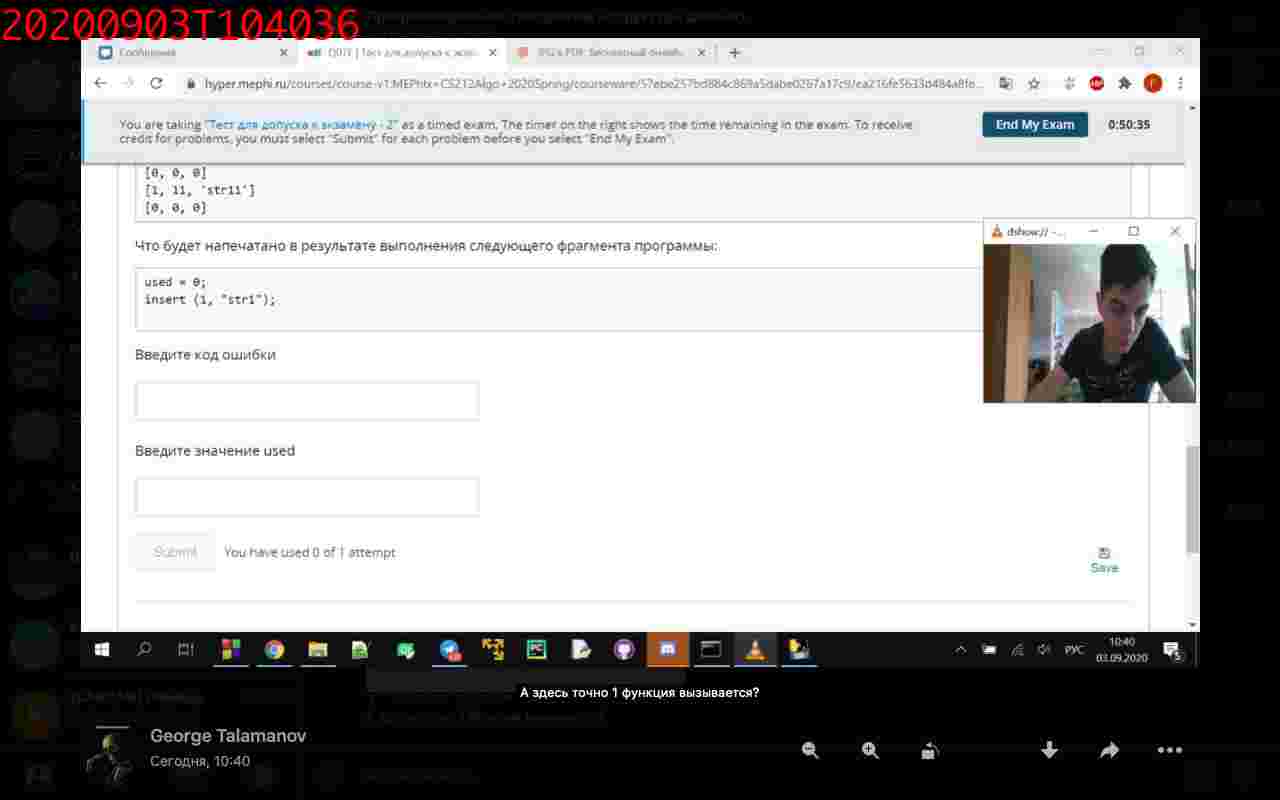 20200903T104036
Сообщения
QUIZ | Тест для допуска к экза
JPG в PDF: Бесплатный онлайн
hyper.mephi.ru/courses/course-v1:MEPhIx+CS212Algo+2020Spring/courseware/
You are taking "Тест для допуска к экзамену - 2" as a timed exam. The timer on the right shows the time remaining in the exam. To receive
credit for problems, you must select "Submit" for each problem before you select "End My Exam".
End My Exam
0:50:35
[0, 0, 0]
[1, 11, 'str11']
[0, 0, 0]
Что будет напечатано в результате выполнения следующего фрагмента программы:
dshow:// -...
used = 0;
insert (1, "str1");
Введите код ошибки
Введите значение used
Submit
You have used 0 of 1 attempt
Save
РУС
10:40
03.09.2020
5
А здесь точно 1 функция вызывается?
George Talamanov
Сегодня, 10:40